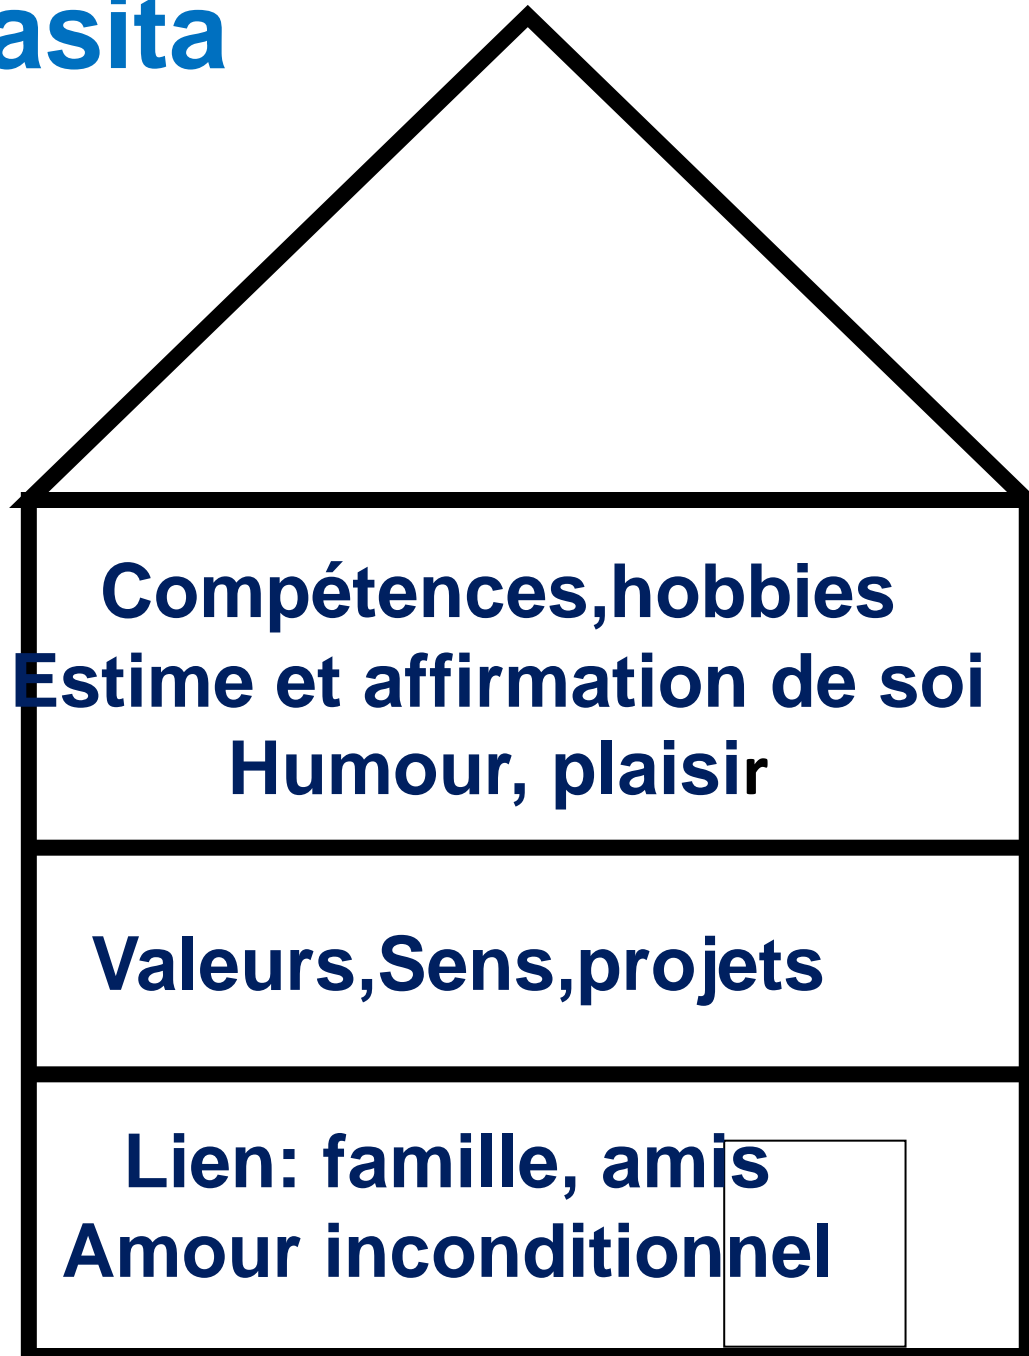 asita
Compétences,hobbies
Estime et affirmation de soi
Humour, plaisir
Valeurs,Sens,projets
Lien: famille, amis
Amour inconditionnel